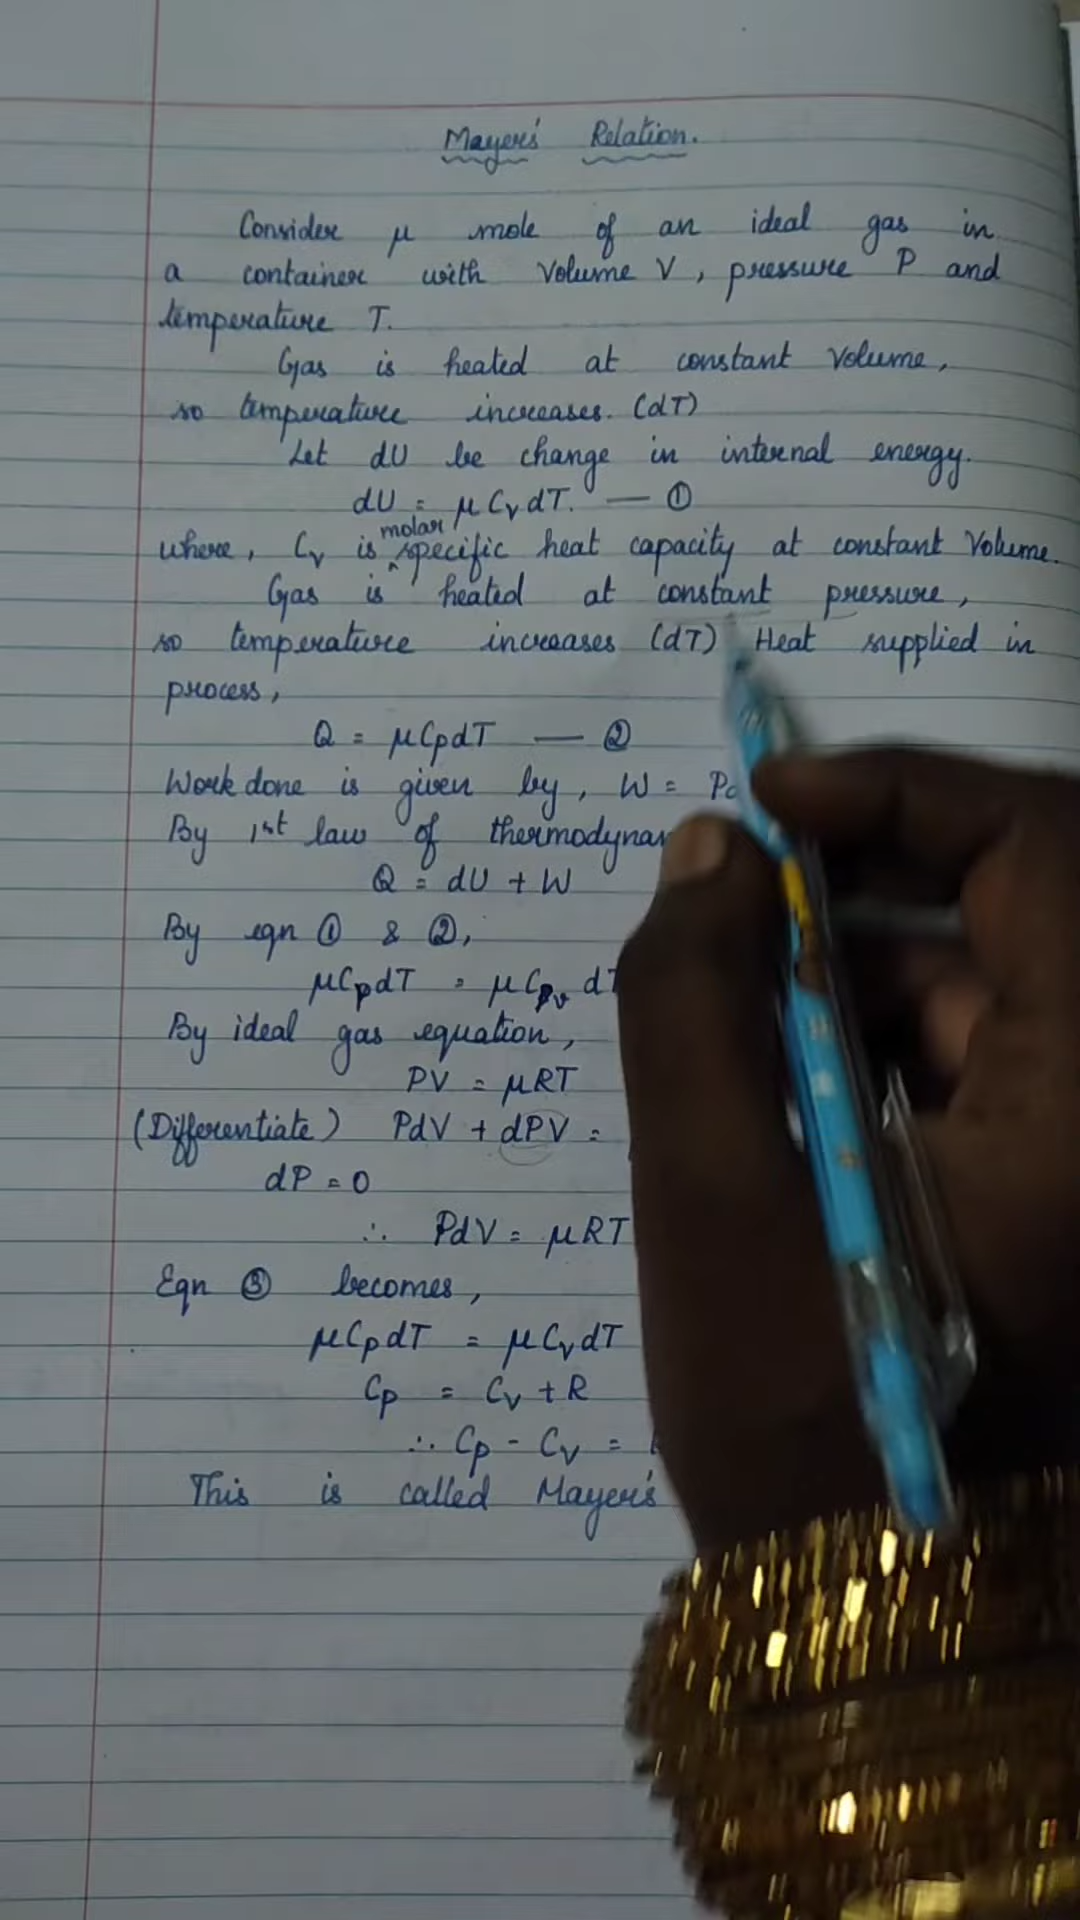 Mayer's Relation.
Consider μ mole of an ideal gas in
a container with Volume V, pressure P and
temperature T.
Gas is heated at constant Volume,
so temperature increases. (dT)
Let dU be change in internal energy.
dU = μCvdT. — ①
molar
where, Cv is ^ specific heat capacity at constant Volume.
Gas is heated at constant pressure,
so temperature increases (dT) Heat supplied in
process,
Q = μCpdT — ②
Work done is given by, W =
By 1st law of
Q = dU + W
By eqn ① & ②,
μCpdT = μCv
By ideal gas equation,
PV = μRT
(Differentiate) PdV + dPV =
dP = 0
∴ PdV = μRT
Eqn ③ becomes,
μCpdT = μCvdT
Cp = Cv + R
∴ Cp - Cv =
This is called Mayer's